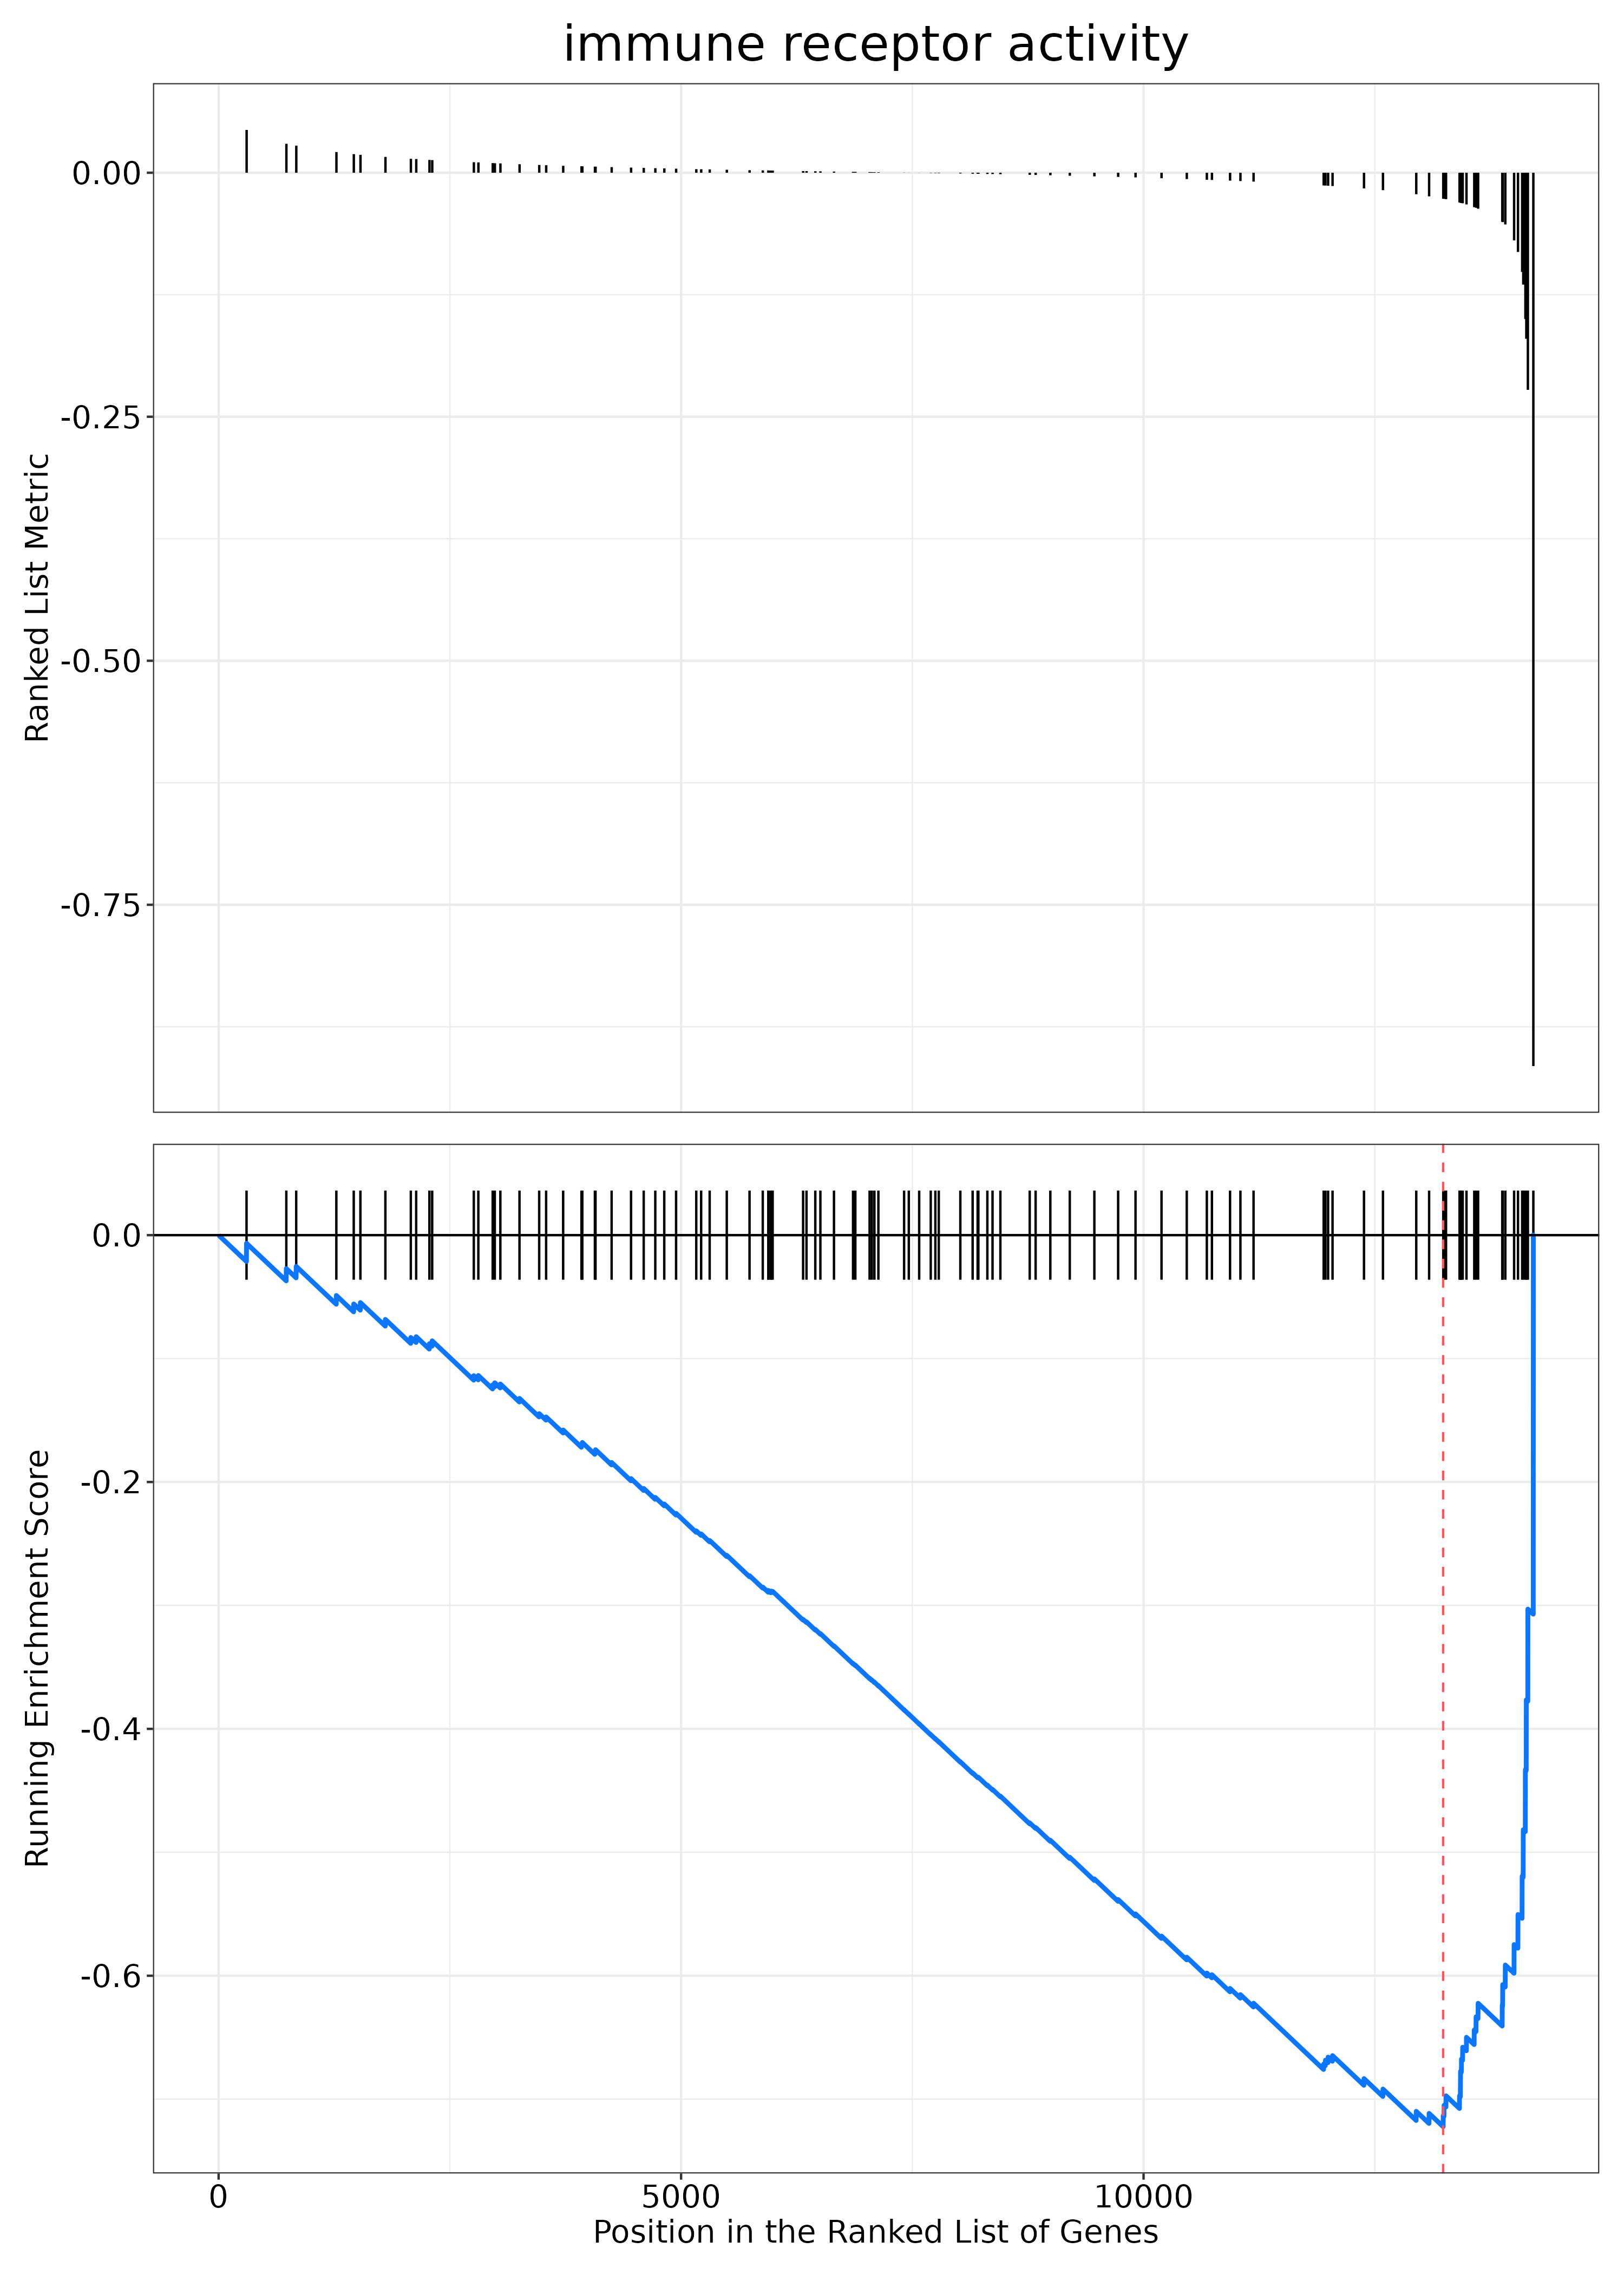 immune receptor activity
Ranked List Metric
0.00
-0.25
-0.50
-0.75
Running Enrichment Score
0.0
-0.2
-0.4
-0.6
0
5000
10000
Position in the Ranked List of Genes